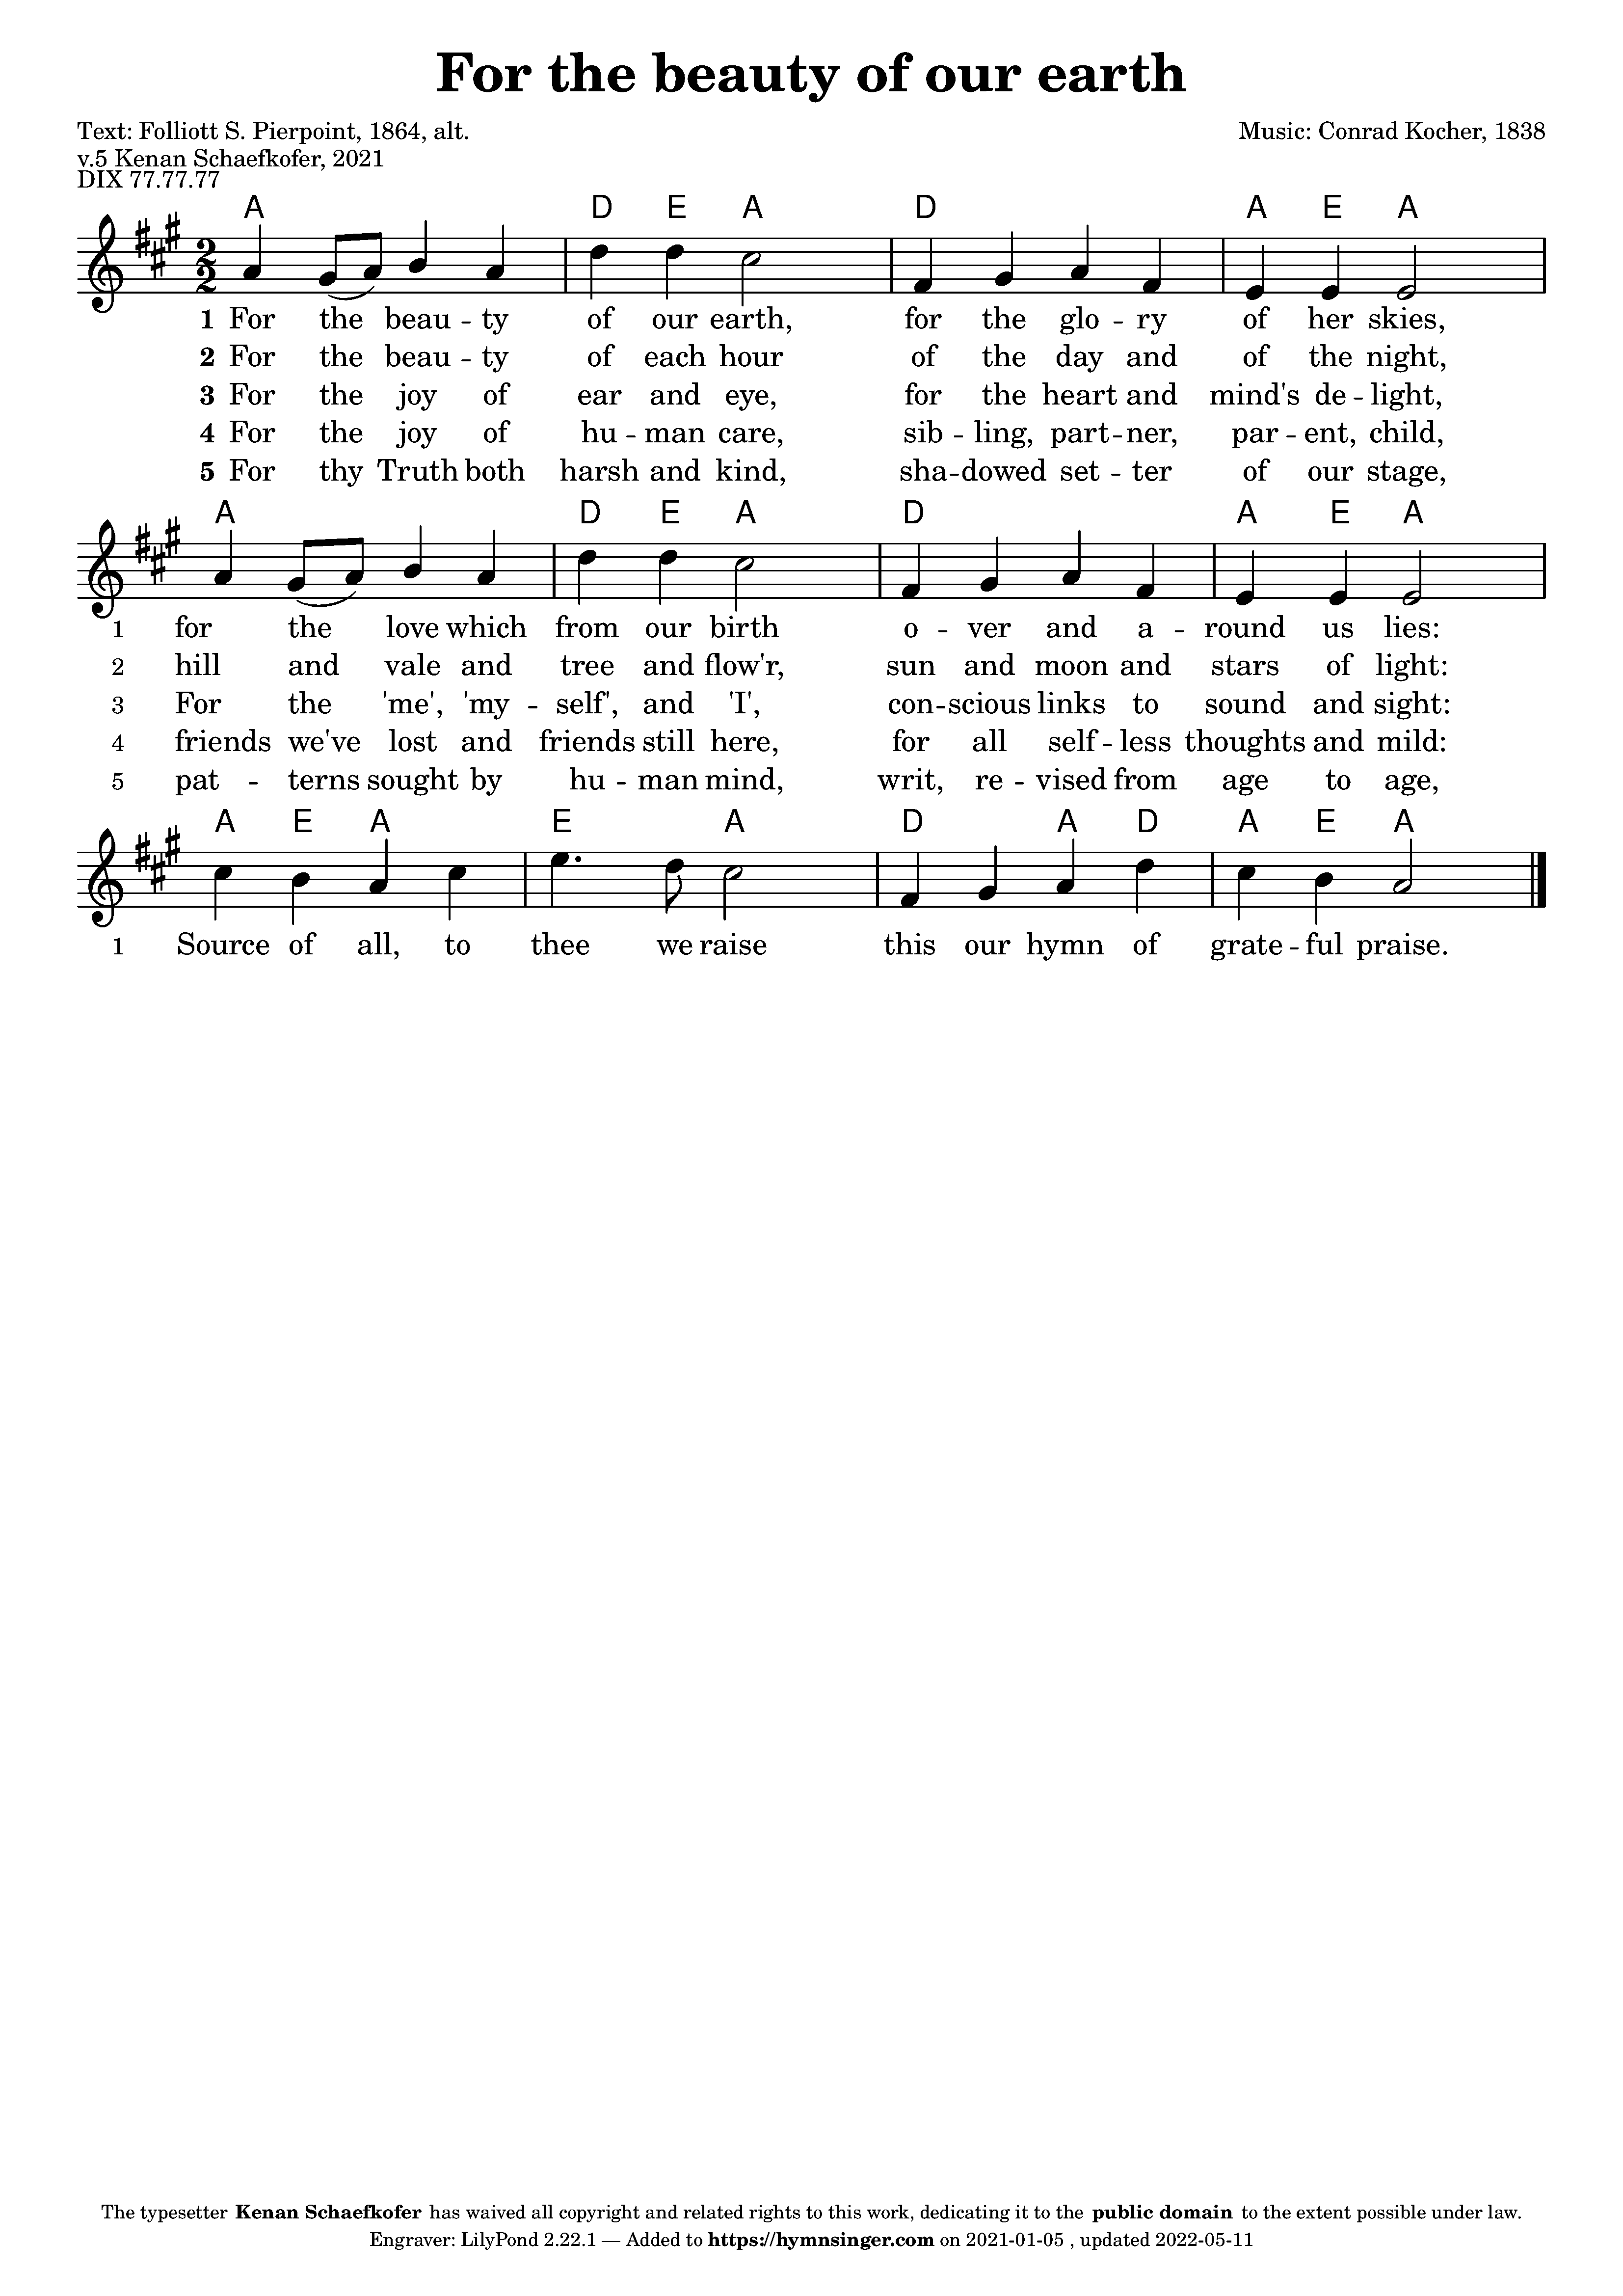 For the beauty of our earth
Text: Folliott S. Pierpoint, 1864, alt.
Music: Conrad Kocher, 1838
v.5 Kenan Schaefkofer, 2021
DIX 77.77.77
A D E A D A E A
2
2
1 For the beau -- ty of our earth, for the glo -- ry of her skies,
2 For the beau -- ty of each hour of the day and of the night,
3 For the joy of ear and eye, for the heart and mind's de -- light,
4 For the joy of hu -- man care, sib -- ling, part -- ner, par -- ent, child,
5 For thy Truth both harsh and kind, sha -- dowed set -- ter of our stage,
A D E A D A E A
1 for the love which from our birth o -- ver and a -- round us lies:
2 hill and vale and tree and flow'r, sun and moon and stars of light:
3 For the 'me', 'my -- self', and 'I', con -- scious links to sound and sight:
4 friends we've lost and friends still here, for all self -- less thoughts and mild:
5 pat -- terns sought by hu -- man mind, writ, re -- vised from age to age,
A E A E A D A D A E A
1 Source of all, to thee we raise this our hymn of grate -- ful praise.
The typesetter Kenan Schaefkofer has waived all copyright and related rights to this work, dedicating it to the public domain to the extent possible under law.
Engraver: LilyPond 2.22.1 — Added to https://hymnsinger.com on 2021-01-05 , updated 2022-05-11